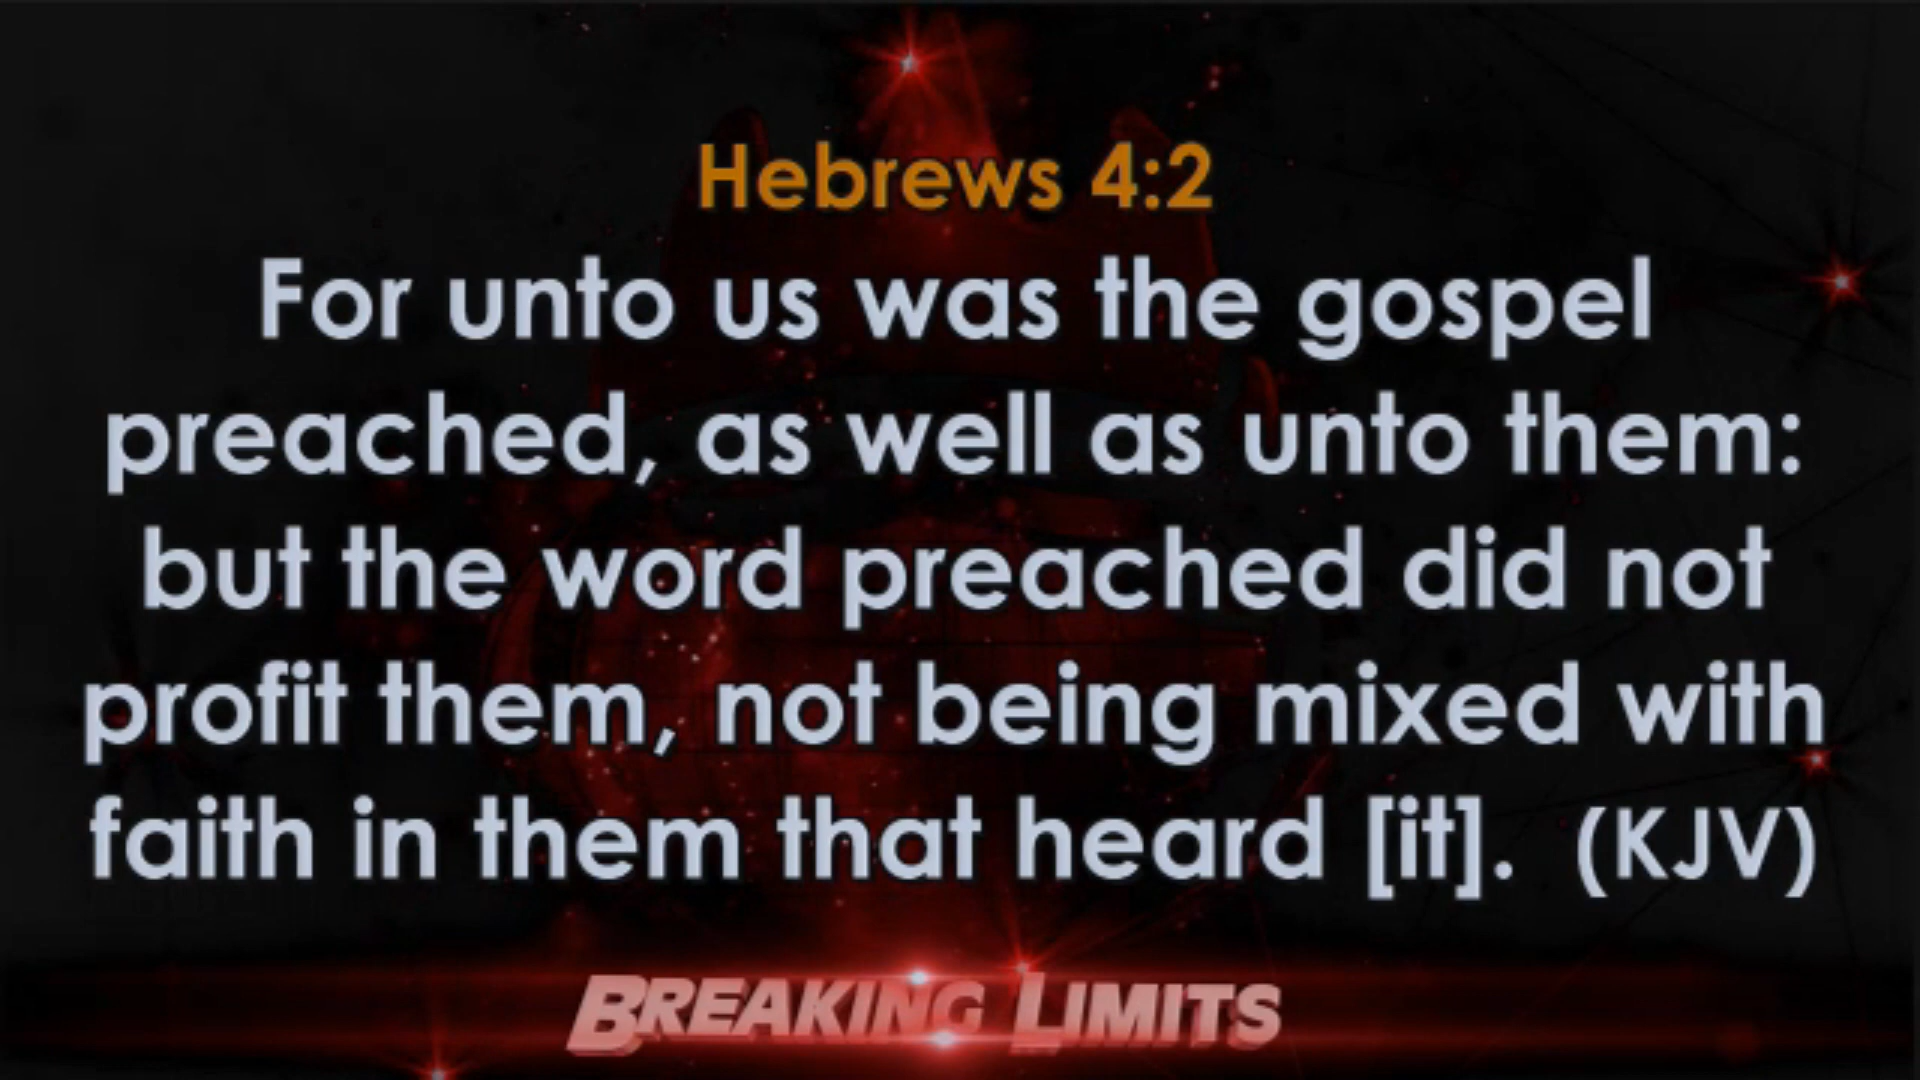 Hebrews 4:2
For unto us was the gospel
preached, as well as unto them:
but the word preached did not
profit them, not being mixed with
faith in them that heard [it].  (KJV)
BREAKING LIMITS